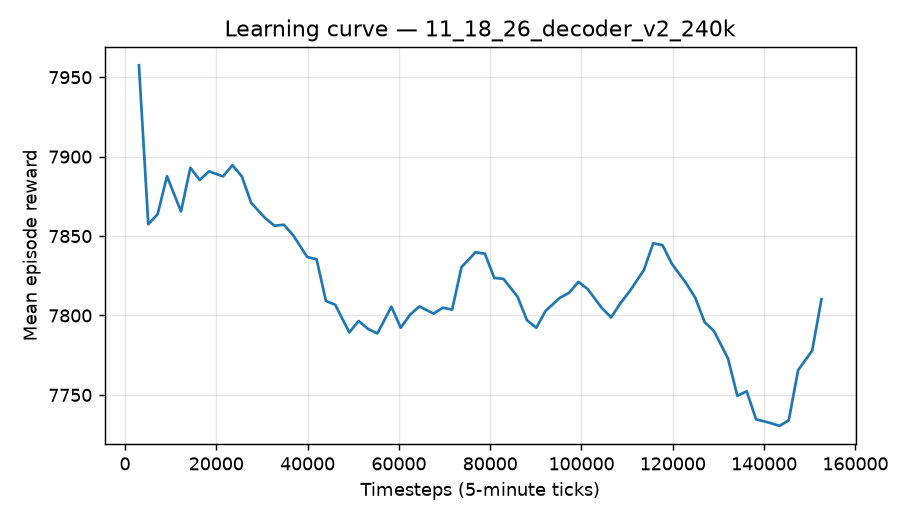 Learning curve — 11_18_26_decoder_v2_240k
Mean episode reward
7950
7900
7850
7800
7750
0 20000 40000 60000 80000 100000 120000 140000 160000
Timesteps (5-minute ticks)